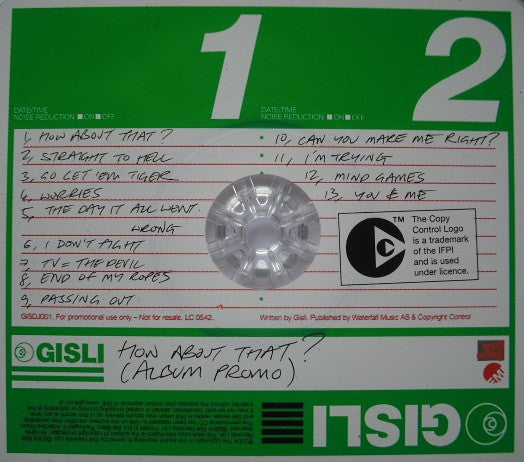 1 2
DATE/TIME
NOISE REDUCTION ON OFF
DATE/TIME
NOISE REDUCTION ON OFF
1, HOW ABOUT THAT?
2, STRAIGHT TO HELL
3, GO GET 'EM TIGER
4, WORRIES
5, THE DAY IT ALL WENT
WRONG
6, I DON'T FIGHT
7, TV = THE DEVIL
8, END OF MY ROPES
9, PASSING OUT
10, CAN YOU MAKE ME RIGHT?
11, I'M TRYING
12, MIND GAMES
13, YOU & ME
TM
The Copy
Control Logo
is a trademark
of the IFPI
and is used
under licence.
GISDJ001. For promotional use only – Not for resale. LC 0542.
Written by Gisli. Published by Waterfall Music AS & Copyright Control
GISLI
HOW ABOUT THAT?
(ALBUM PROMO)
EMI
GISLI